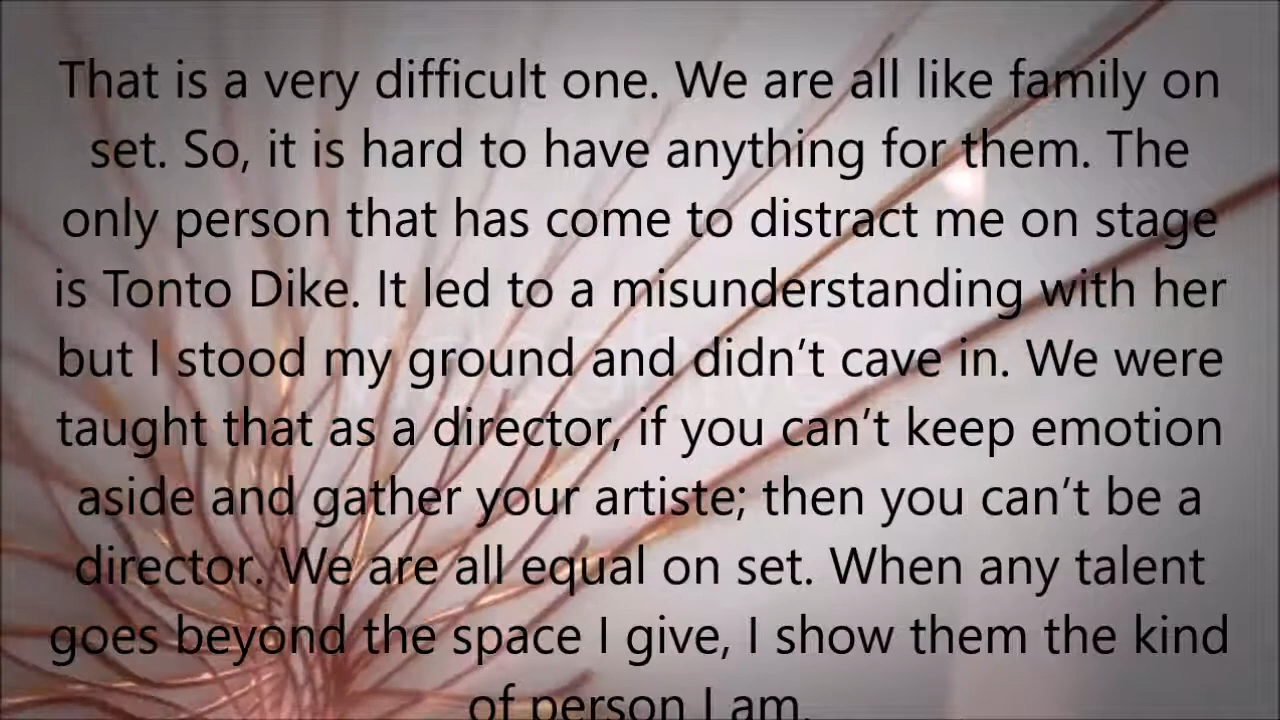 That is a very difficult one. We are all like family on
set. So, it is hard to have anything for them. The
only person that has come to distract me on stage
is Tonto Dike. It led to a misunderstanding with her
but I stood my ground and didn’t cave in. We were
taught that as a director, if you can’t keep emotion
aside and gather your artiste; then you can’t be a
director. We are all equal on set. When any talent
goes beyond the space I give, I show them the kind
of person I am.